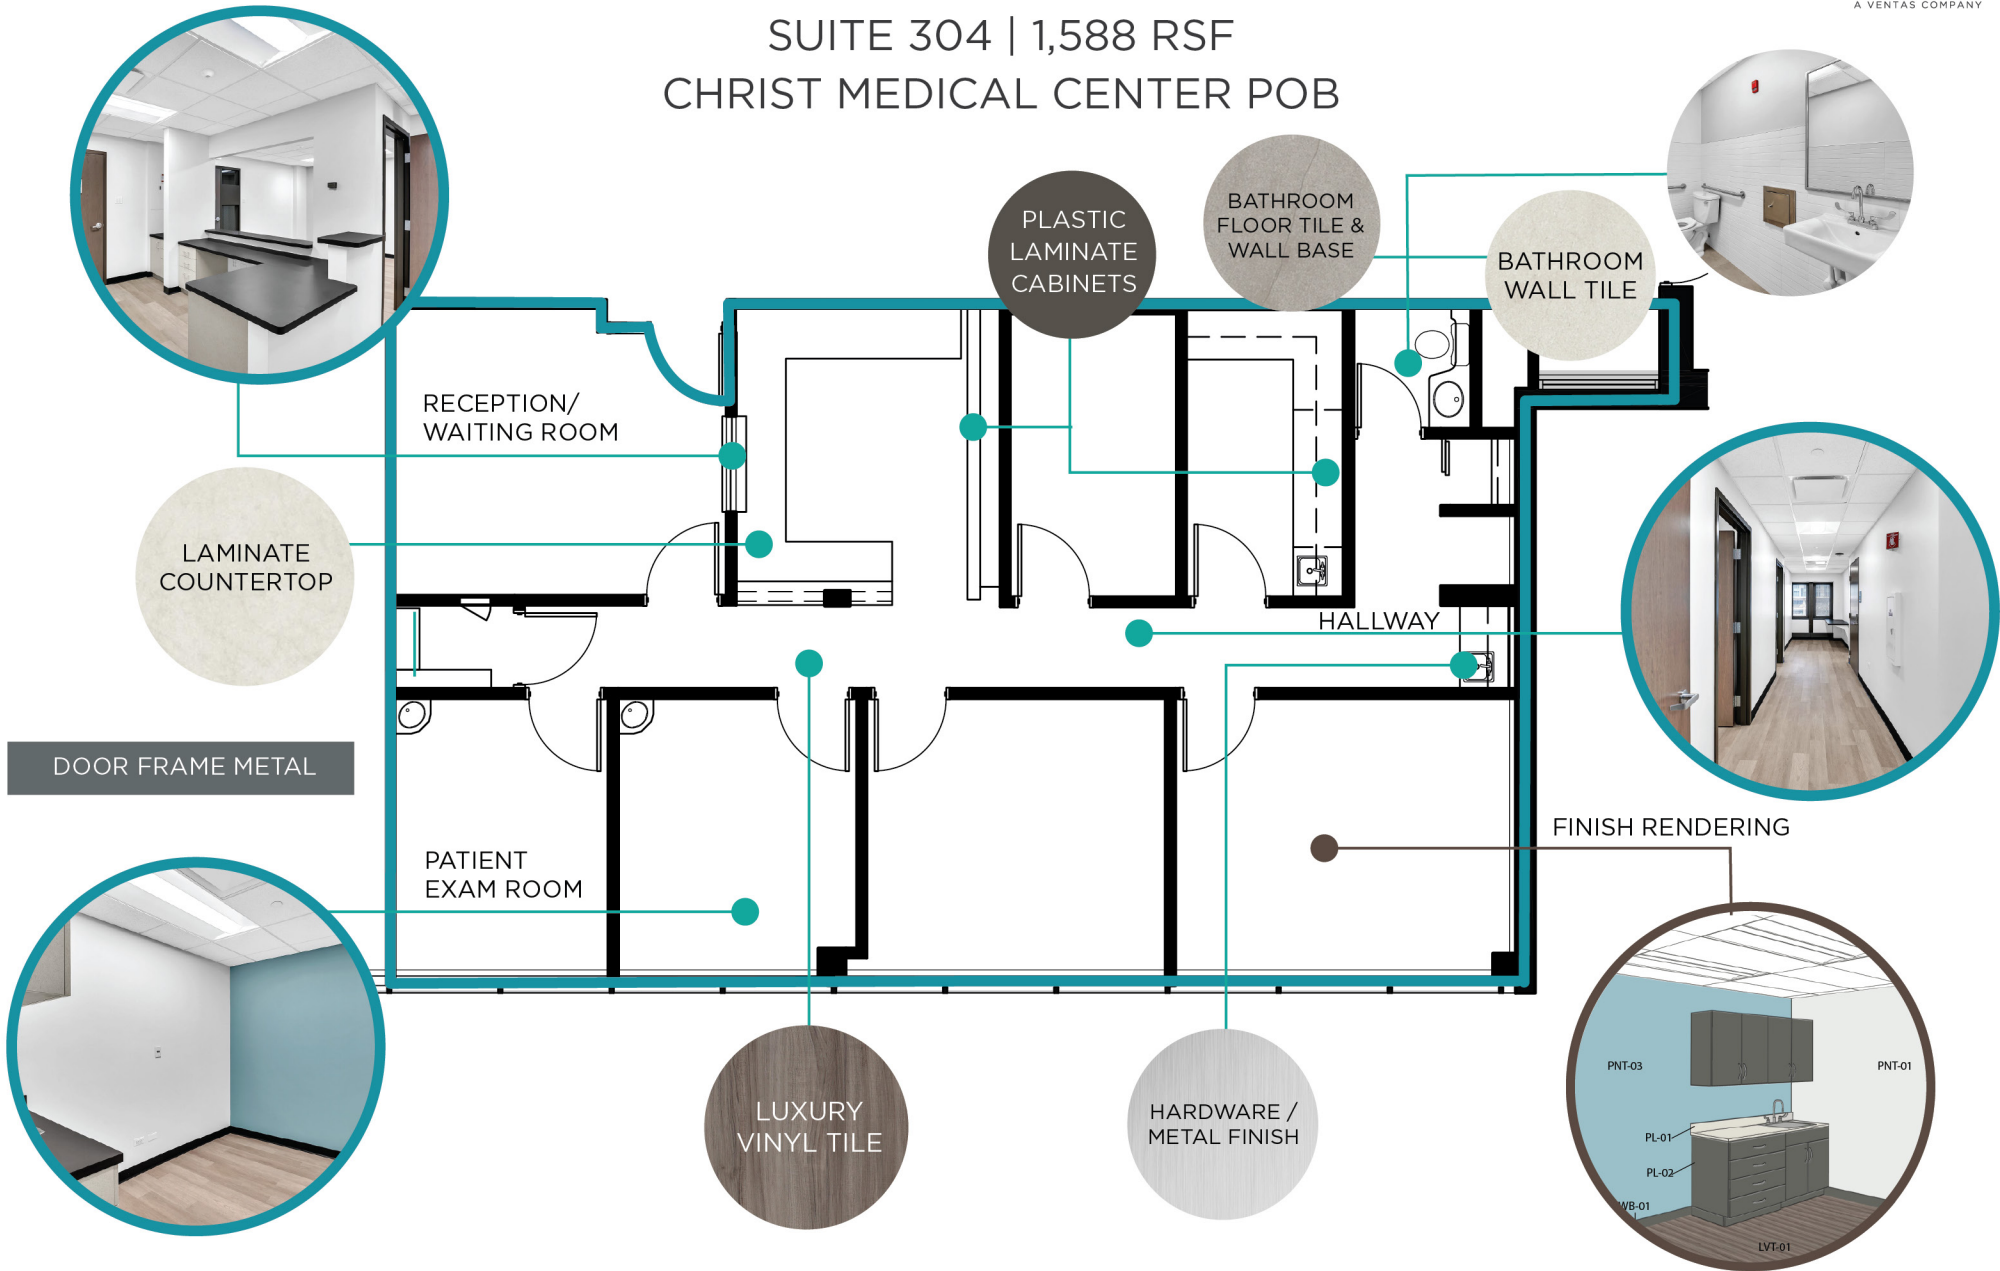 A VENTAS COMPANY
SUITE 304 | 1,588 RSF
CHRIST MEDICAL CENTER POB
PLASTIC
LAMINATE
CABINETS
BATHROOM
FLOOR TILE &
WALL BASE
BATHROOM
WALL TILE
RECEPTION/
WAITING ROOM
LAMINATE
COUNTERTOP
HALLWAY
DOOR FRAME METAL
FINISH RENDERING
PATIENT
EXAM ROOM
LUXURY
VINYL TILE
HARDWARE /
METAL FINISH
PNT-03
PNT-01
PL-01
PL-02
WB-01
LVT-01